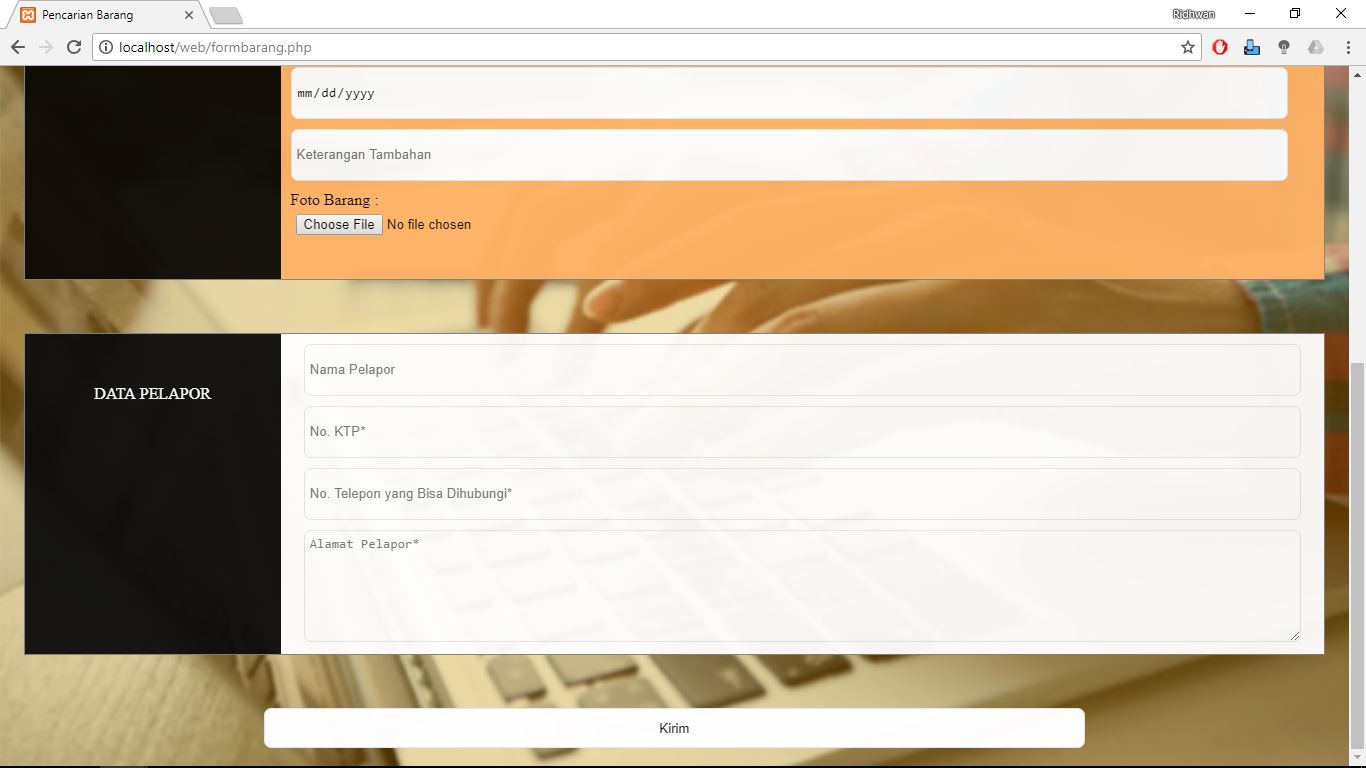 Pencarian Barang
Ridhwan
localhost/web/formbarang.php
mm/dd/yyyy
Keterangan Tambahan
Foto Barang :
Choose File No file chosen
DATA PELAPOR
Nama Pelapor
No. KTP*
No. Telepon yang Bisa Dihubungi*
Alamat Pelapor*
Kirim